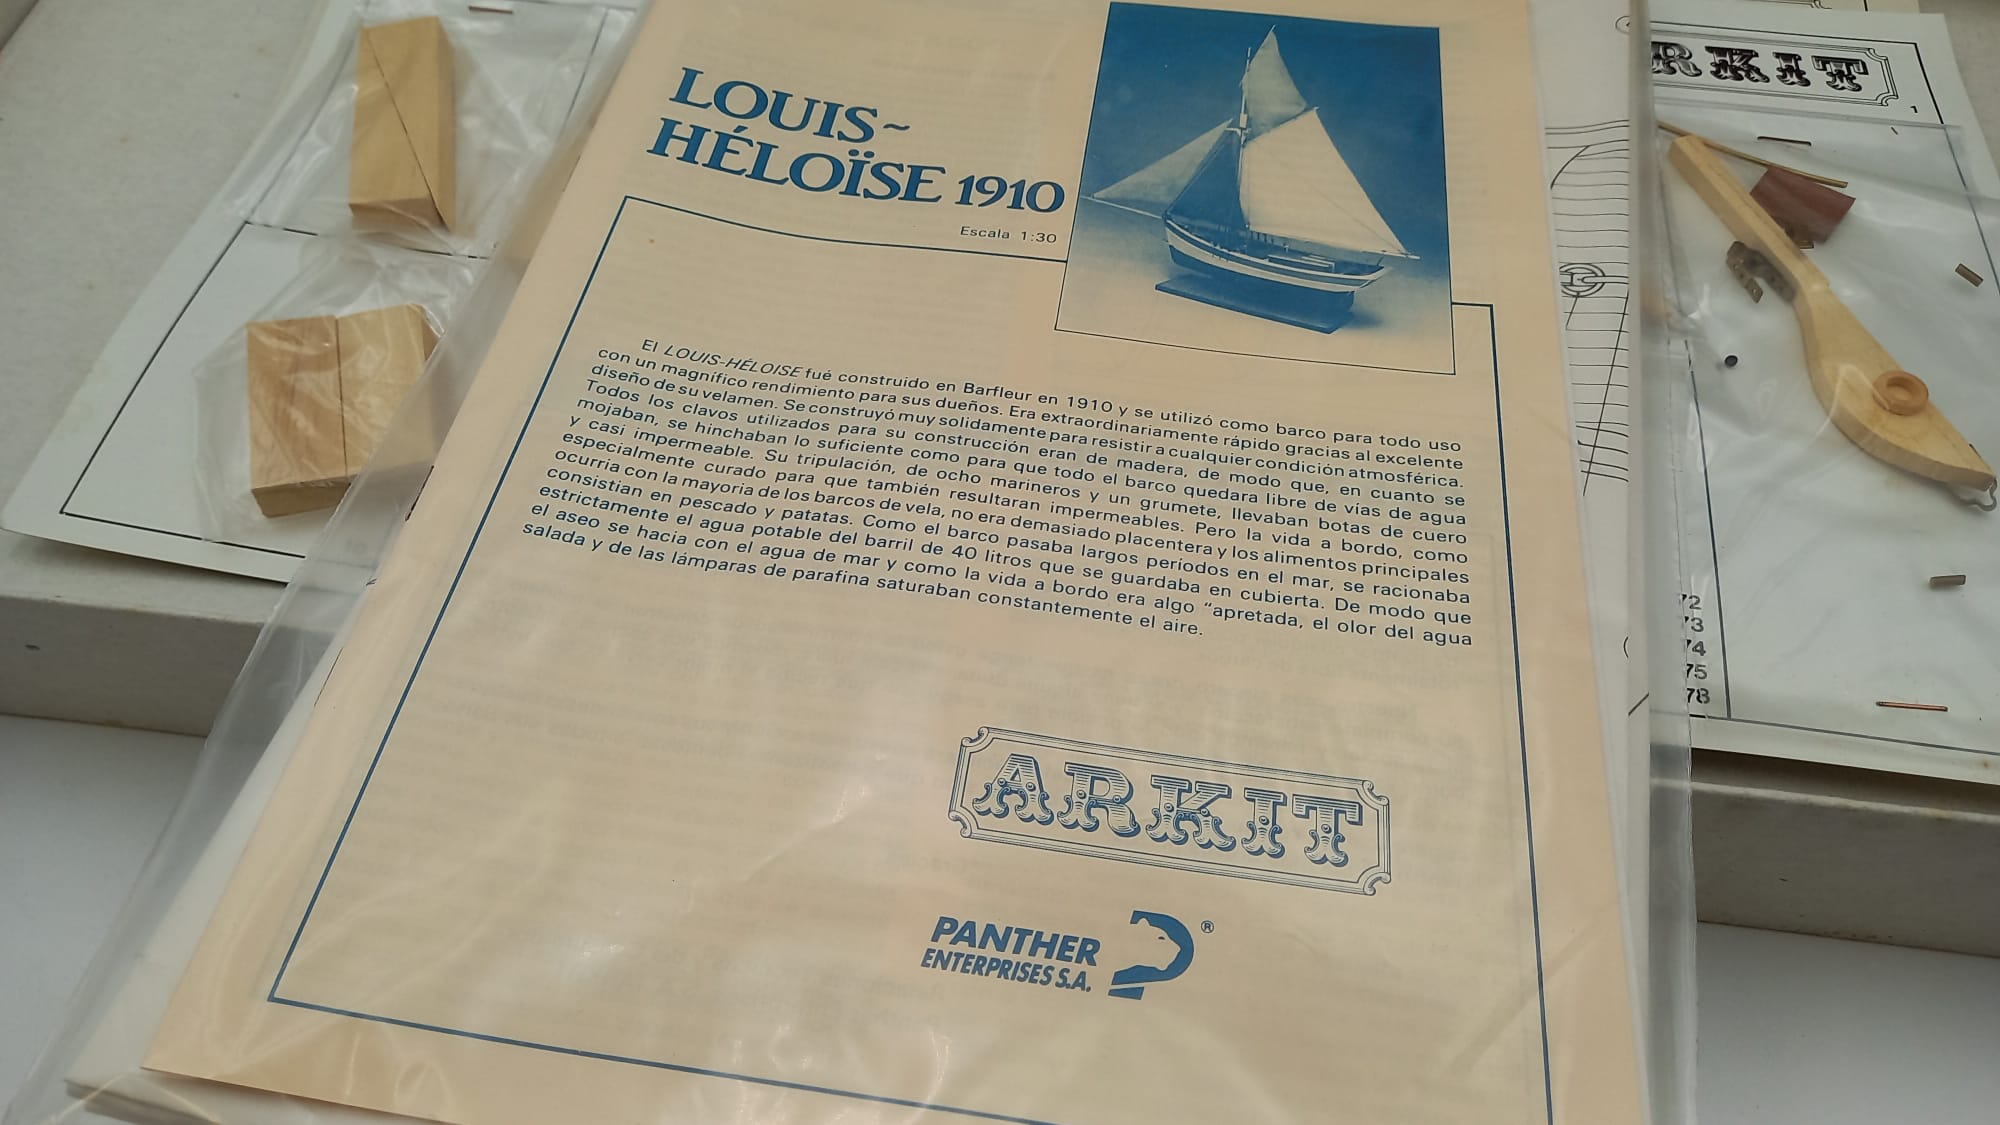 LOUIS~
HÉLOÏSE 1910
Escala 1:30
El LOUIS-HÉLOISE fué construido en Barfleur en 1910 y se utilizó como barco para todo uso
con un magnífico rendimiento para sus dueños. Era extraordinariamente rápido gracias al excelente
diseño de su velamen. Se construyó muy solidamente para resistir a cualquier condición atmosférica.
Todos los clavos utilizados para su construcción eran de madera, de modo que, en cuanto se
mojaban, se hinchaban lo suficiente como para que todo el barco quedara libre de vías de agua
y casi impermeable. Su tripulación, de ocho marineros y un grumete, llevaban botas de cuero
especialmente curado para que también resultaran impermeables. Pero la vida a bordo, como
ocurria con la mayoria de los barcos de vela, no era demasiado placentera y los alimentos principales
consistian en pescado y patatas. Como el barco pasaba largos períodos en el mar, se racionaba
estrictamente el agua potable del barril de 40 litros que se guardaba en cubierta. De modo que
el aseo se hacia con el agua de mar y como la vida a bordo era algo “apretada, el olor del agua
salada y de las lámparas de parafina saturaban constantemente el aire.
ARKIT
PANTHER ®
ENTERPRISES S.A.
RKIT
1
72
73
74
75
78